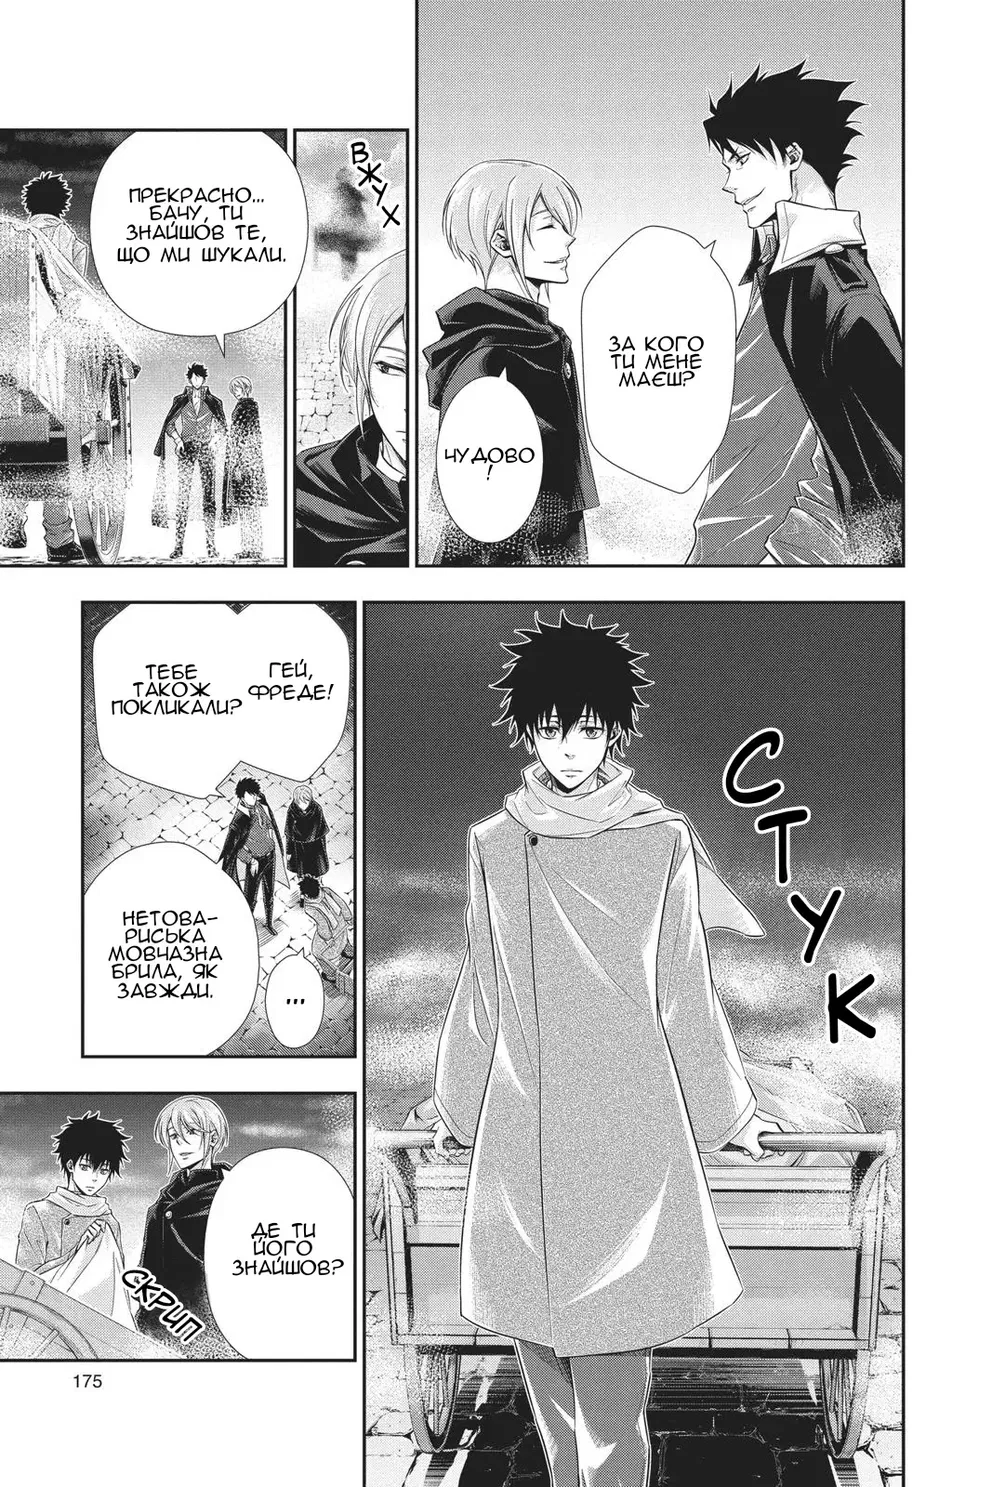 ЗА КОГО
ТИ МЕНЕ
МАЄШ?
ЧУДОВО
!
ВЖУХ
ПРЕКРАСНО...
БАЧУ, ТИ
ЗНАЙШОВ ТЕ,
ЩО МИ ШУКАЛИ.
СТУК
ГЕЙ,
ФРЕДЕ!
ТЕБЕ
ТАКОЖ
ПОКЛИКАЛИ?
...
НЕТОВА-
РИСЬКА
МОВЧАЗНА
БРИЛА, ЯК
ЗАВЖДИ.
ДЕ ТИ
ЙОГО
ЗНАЙШОВ?
СКРИП
175